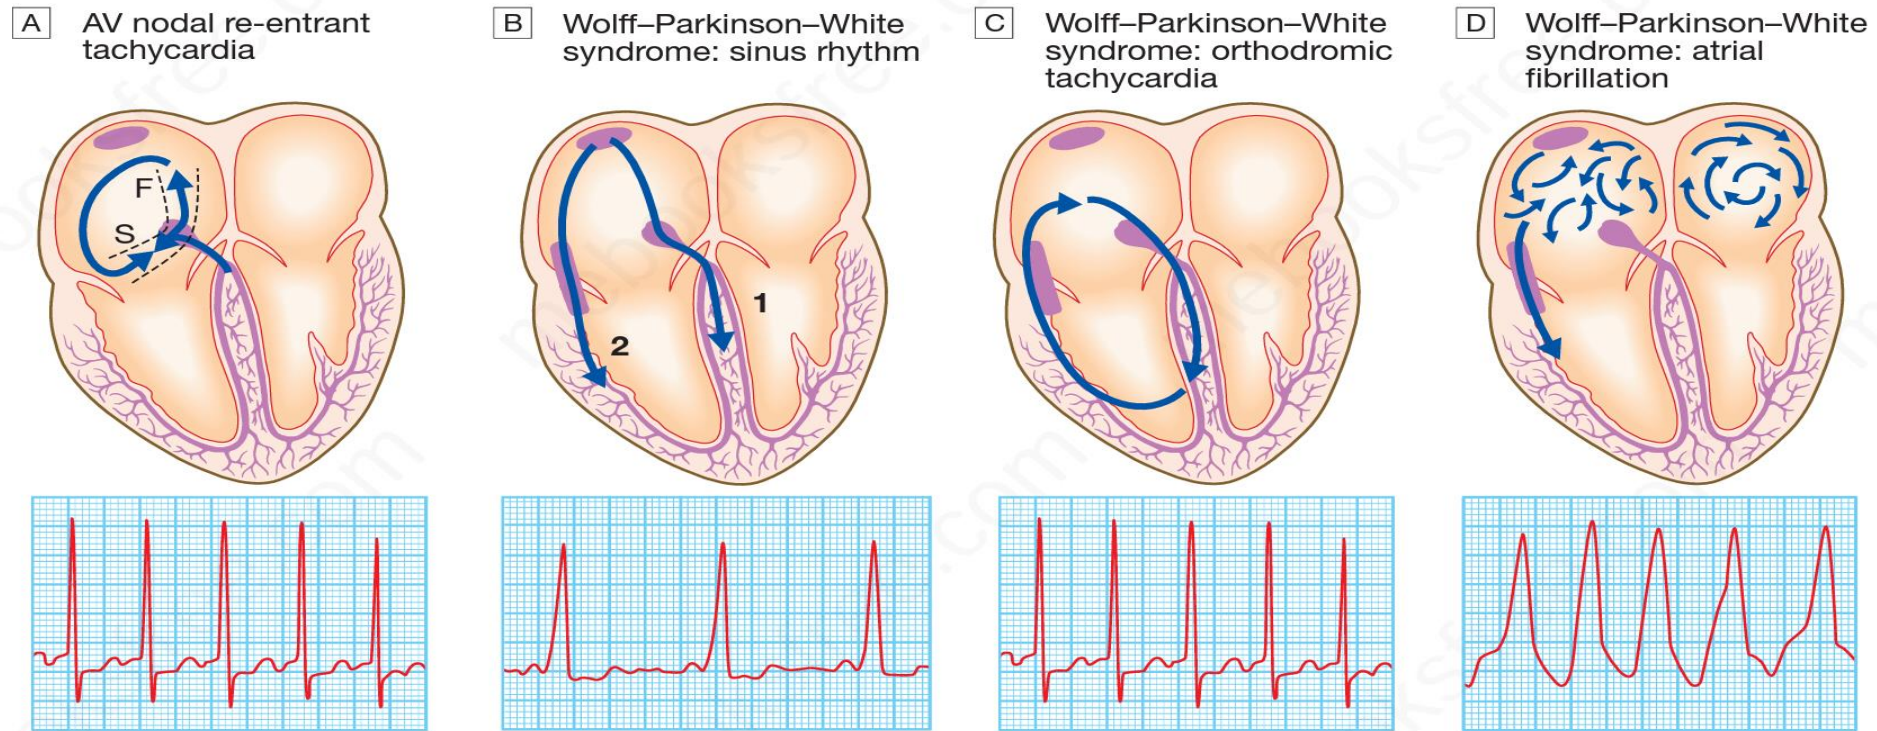 A
AV nodal re-entrant
tachycardia
B
Wolff–Parkinson–White
syndrome: sinus rhythm
C
Wolff–Parkinson–White
syndrome: orthodromic
tachycardia
D
Wolff–Parkinson–White
syndrome: atrial
fibrillation
F
S
1
2